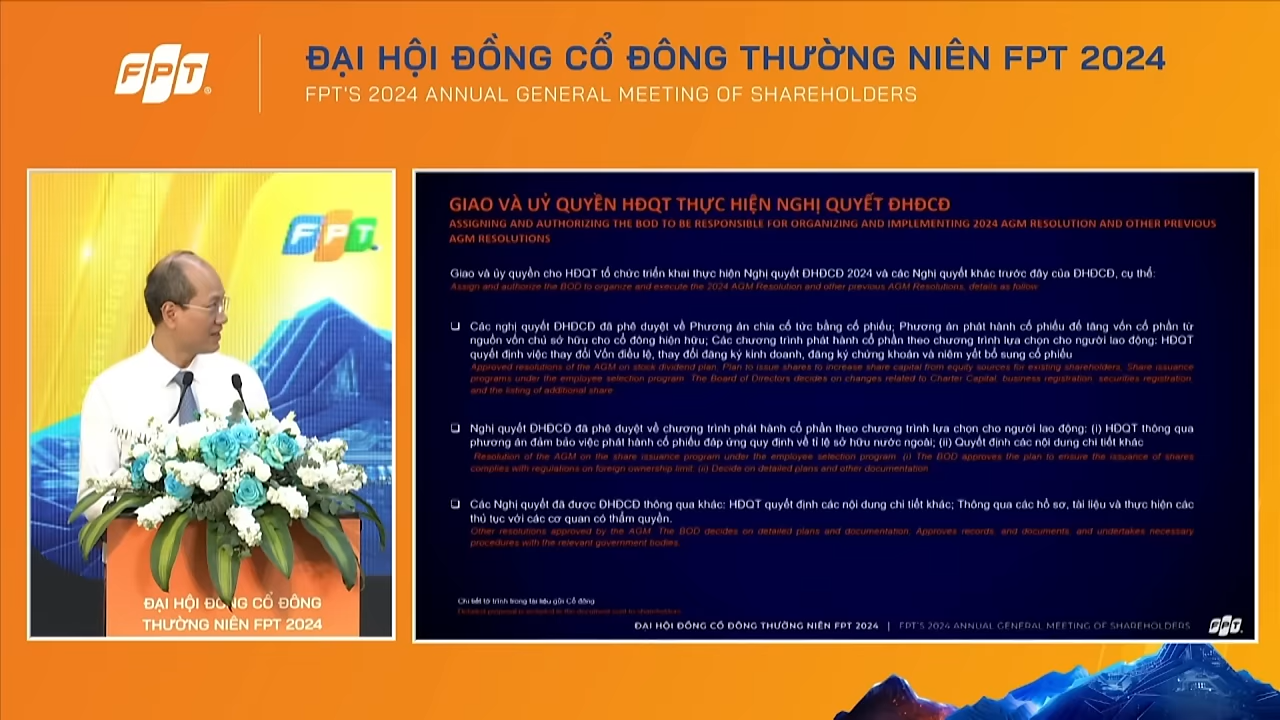 FPT
ĐẠI HỘI ĐỒNG CỔ ĐÔNG THƯỜNG NIÊN FPT 2024
FPT'S 2024 ANNUAL GENERAL MEETING OF SHAREHOLDERS
FPT
ĐẠI HỘI ĐỒNG CỔ ĐÔNG
THƯỜNG NIÊN FPT 2024
GIAO VÀ UỶ QUYỀN HĐQT THỰC HIỆN NGHỊ QUYẾT ĐHĐCĐ
ASSIGNING AND AUTHORIZING THE BOD TO BE RESPONSIBLE FOR ORGANIZING AND IMPLEMENTING 2024 AGM RESOLUTION AND OTHER PREVIOUS
AGM RESOLUTIONS
Giao và ủy quyền cho HĐQT tổ chức triển khai thực hiện Nghị quyết ĐHĐCĐ 2024 và các Nghị quyết khác trước đây của ĐHĐCĐ, cụ thể:
Assign and authorize the BOD to organize and execute the 2024 AGM Resolution and other previous AGM Resolutions, details as follow
❑ Các nghị quyết ĐHĐCĐ đã phê duyệt về Phương án chia cổ tức bằng cổ phiếu; Phương án phát hành cổ phiếu để tăng vốn cổ phần từ
nguồn vốn chủ sở hữu cho cổ đông hiện hữu; Các chương trình phát hành cổ phần theo chương trình lựa chọn cho người lao động: HĐQT
quyết định việc thay đổi Vốn điều lệ, thay đổi đăng ký kinh doanh, đăng ký chứng khoán và niêm yết bổ sung cổ phiếu
Approved resolutions of the AGM on stock dividend plan, Plan to issue shares to increase share capital from equity sources for existing shareholders, Share issuance
programs under the employee selection program. The Board of Directors decides on changes related to Charter Capital, business registration, securities registration
and the listing of additional share
❑ Nghị quyết ĐHĐCĐ đã phê duyệt về chương trình phát hành cổ phần theo chương trình lựa chọn cho người lao động: (i) HĐQT thông qua
phương án đảm bảo việc phát hành cổ phiếu đáp ứng quy định về tỉ lệ sở hữu nước ngoài; (ii) Quyết định các nội dung chi tiết khác
Resolution of the AGM on the share issuance program under the employee selection program. (i) The BOD approves the plan to ensure the issuance of shares
complies with regulations on foreign ownership limit. (ii) Decide on detailed plans and other documentation
❑ Các Nghị quyết đã được ĐHĐCĐ thông qua khác: HĐQT quyết định các nội dung chi tiết khác; Thông qua các hồ sơ, tài liệu và thực hiện các
thủ tục với các cơ quan có thẩm quyền.
Other resolutions approved by the AGM. The BOD decides on detailed plans and documentation. Approves records, and documents, and undertakes necessary
procedures with the relevant government bodies.
Chi tiết tờ trình trong tài liệu gửi Cổ đông
Detailed proposal is included in the document sent to shareholders
ĐẠI HỘI ĐỒNG CỔ ĐÔNG THƯỜNG NIÊN FPT 2024 | FPT'S 2024 ANNUAL GENERAL MEETING OF SHAREHOLDERS
FPT